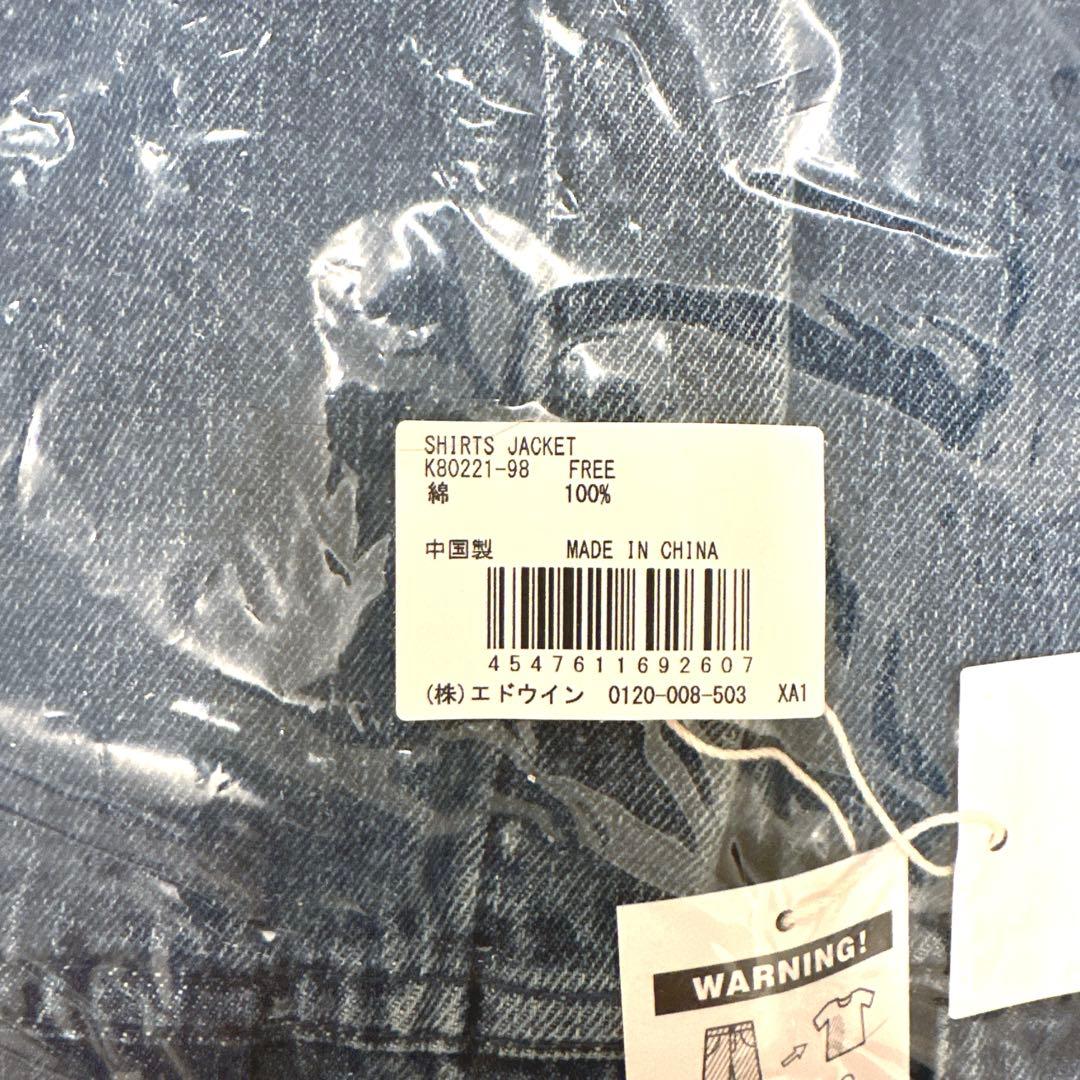 SHIRTS JACKET
K80221-98 FREE
綿 100%
中国製 MADE IN CHINA
4547611692607
(株)エドウイン 0120-008-503 XA1
WARNING!